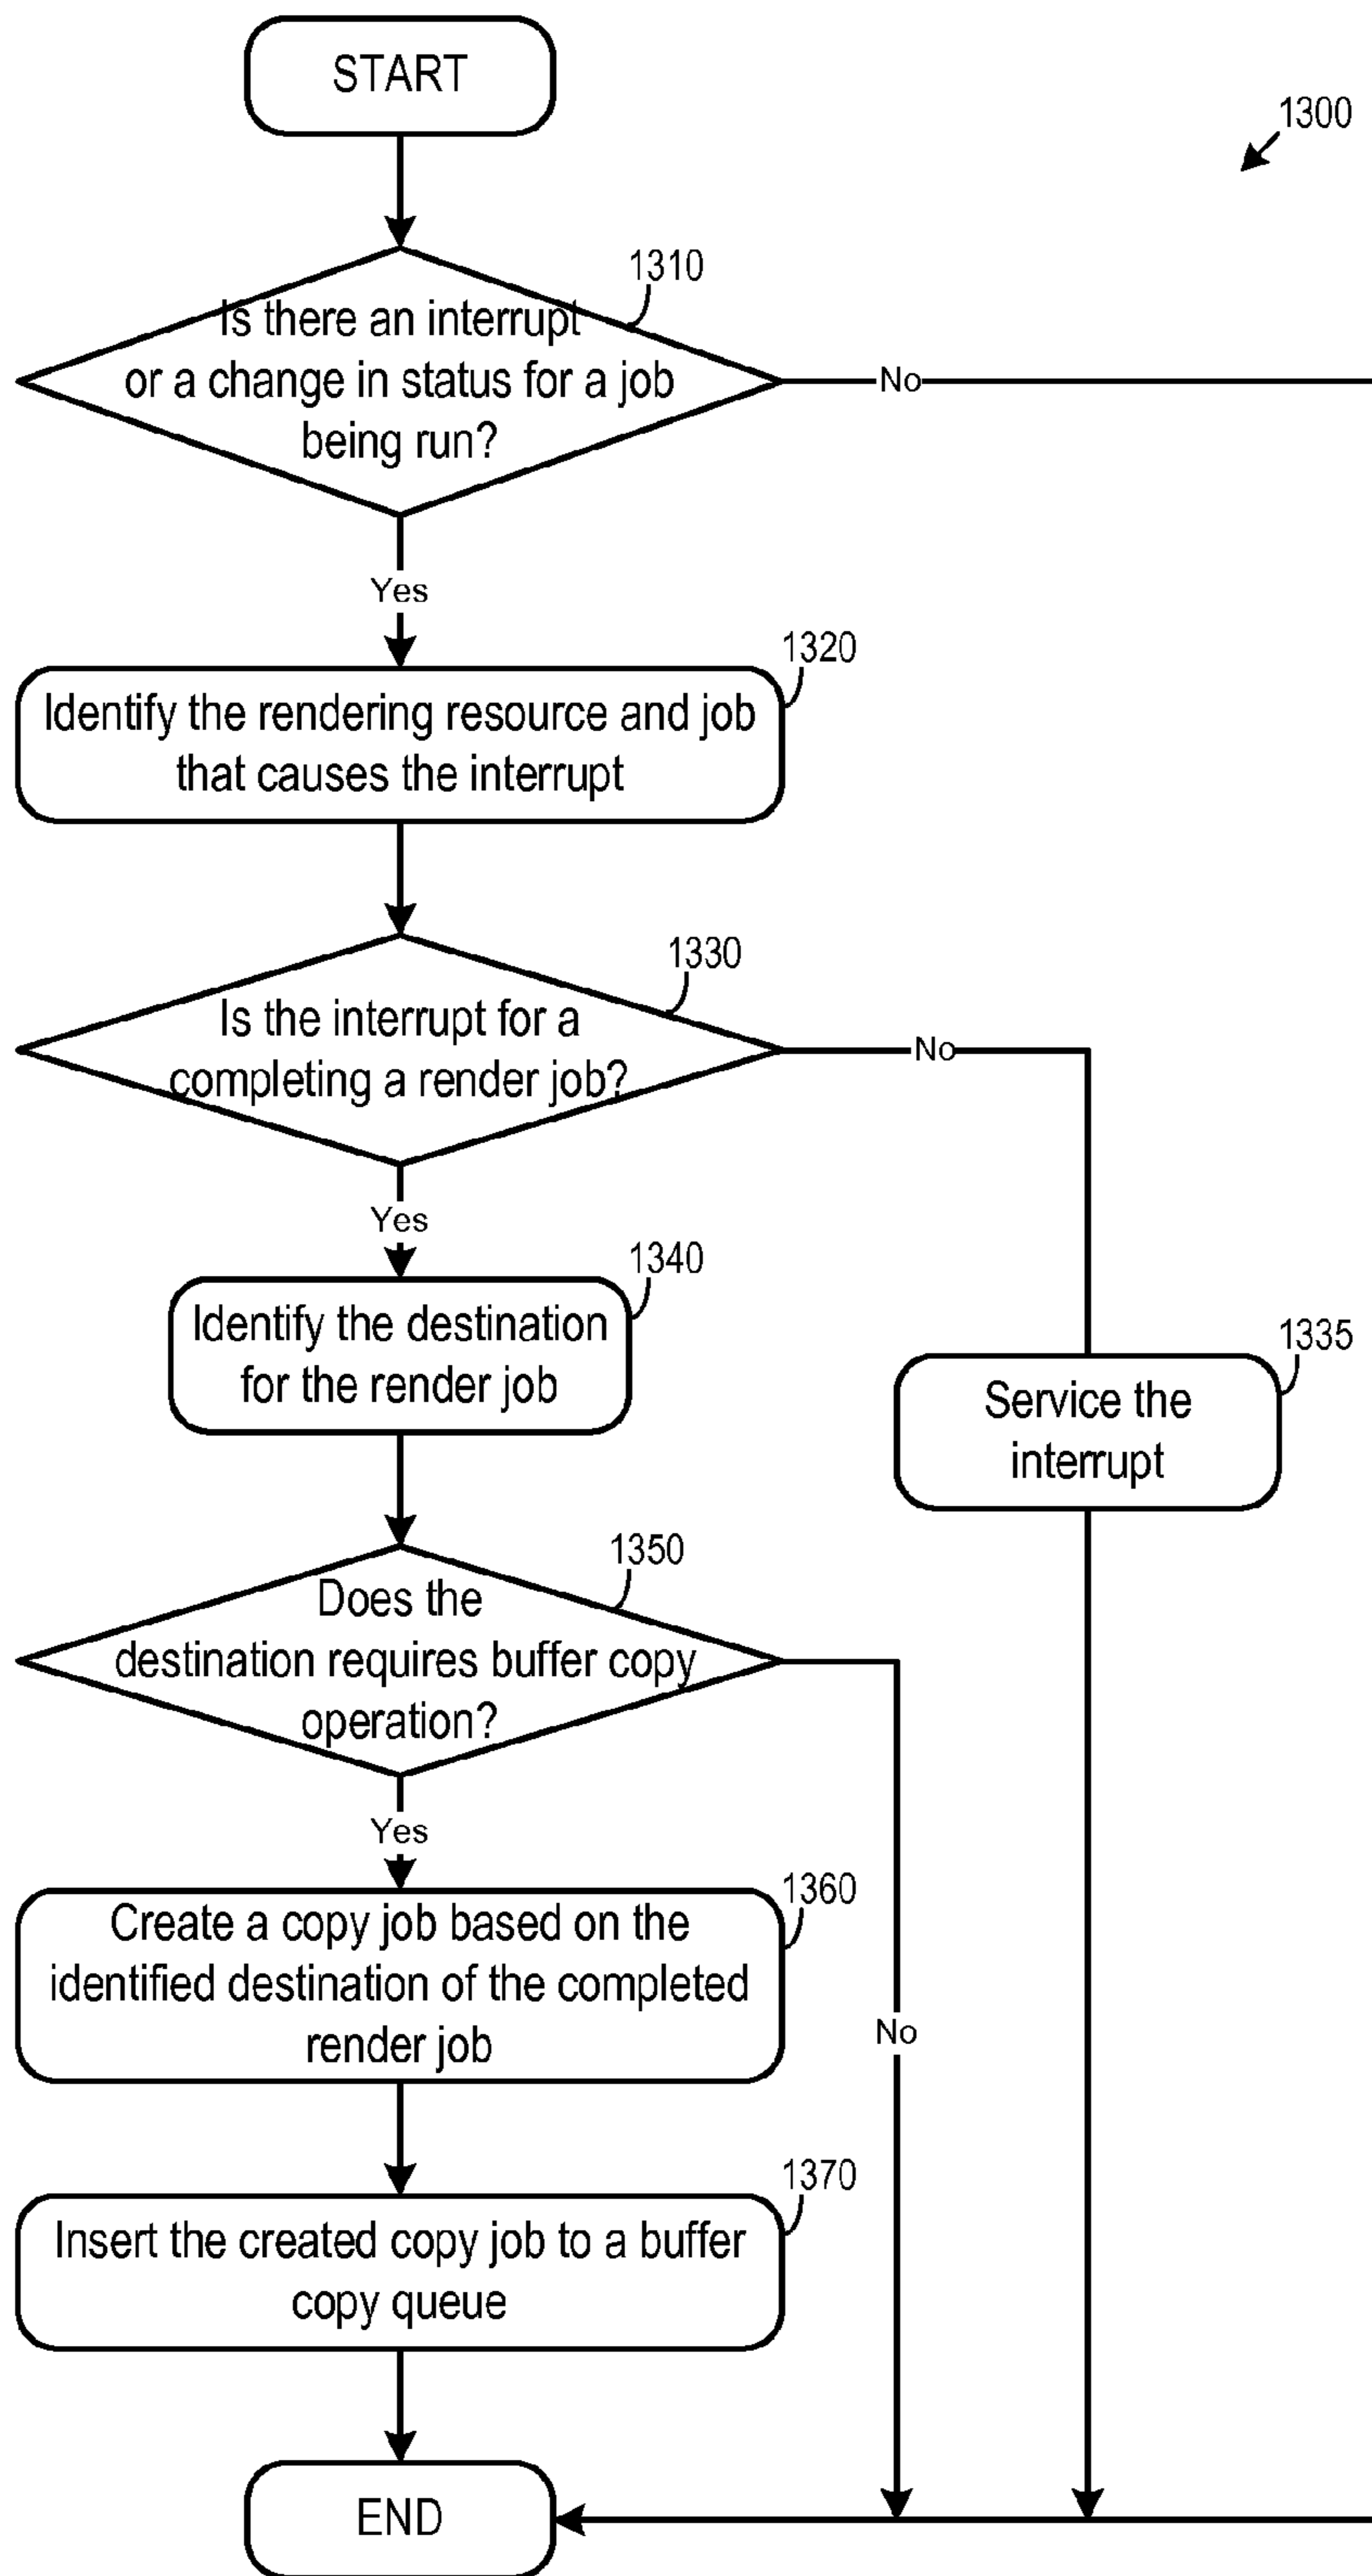 START
1300
1310
Is there an interrupt
or a change in status for a job
being run?
No
Yes
1320
Identify the rendering resource and job
that causes the interrupt
1330
Is the interrupt for a
completing a render job?
No
Yes
1340
Identify the destination
for the render job
1335
Service the
interrupt
1350
Does the
destination requires buffer copy
operation?
Yes
No
1360
Create a copy job based on the
identified destination of the completed
render job
1370
Insert the created copy job to a buffer
copy queue
END